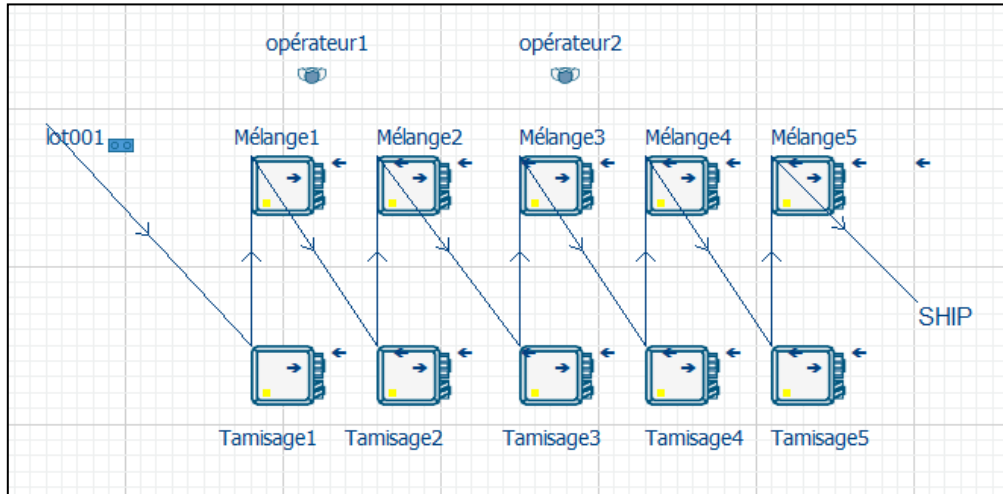 opérateur1
opérateur2
lot001
Mélange1
Mélange2
Mélange3
Mélange4
Mélange5
SHIP
Tamisage1
Tamisage2
Tamisage3
Tamisage4
Tamisage5